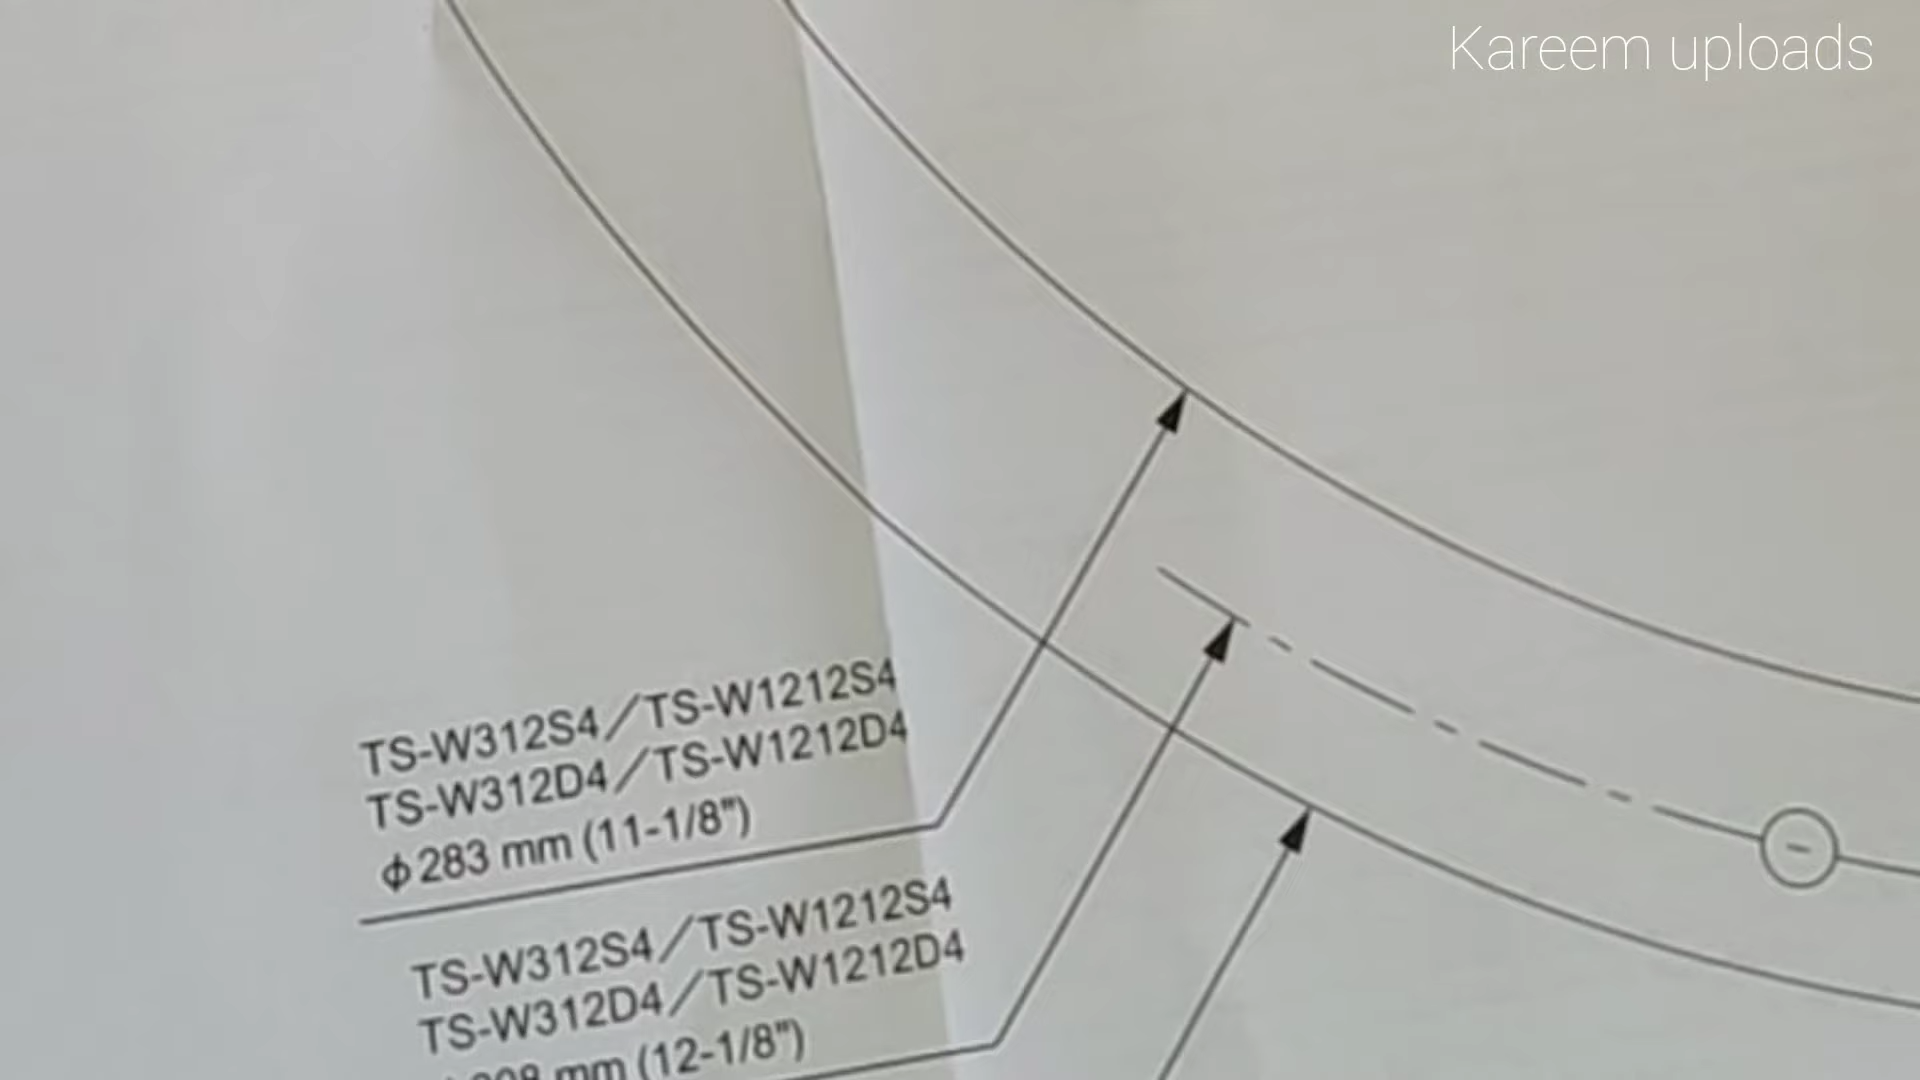 Kareem uploads
TS-W312S4/TS-W1212S4
TS-W312D4/TS-W1212D4
ϕ283 mm (11-1/8")
TS-W312S4/TS-W1212S4
TS-W312D4/TS-W1212D4
mm (12-1/8")
-